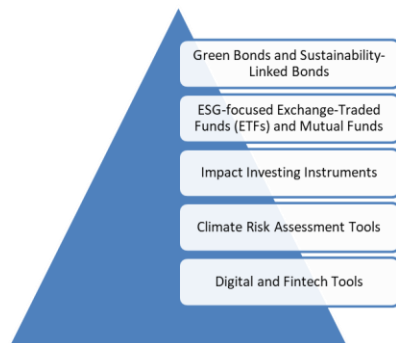 Green Bonds and Sustainability-
Linked Bonds
ESG-focused Exchange-Traded
Funds (ETFs) and Mutual Funds
Impact Investing Instruments
Climate Risk Assessment Tools
Digital and Fintech Tools